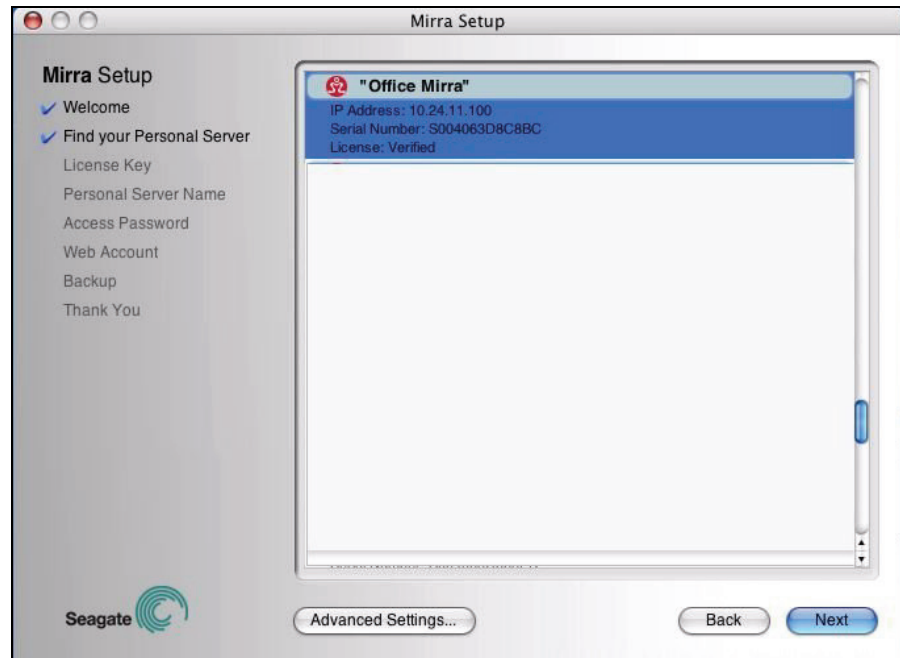 Mirra Setup
Mirra Setup
Welcome
Find your Personal Server
License Key
Personal Server Name
Access Password
Web Account
Backup
Thank You
"Office Mirra"
IP Address: 10.24.11.100
Serial Number: S004063D8C8BC
License: Verified
Seagate
Advanced Settings...
Back
Next